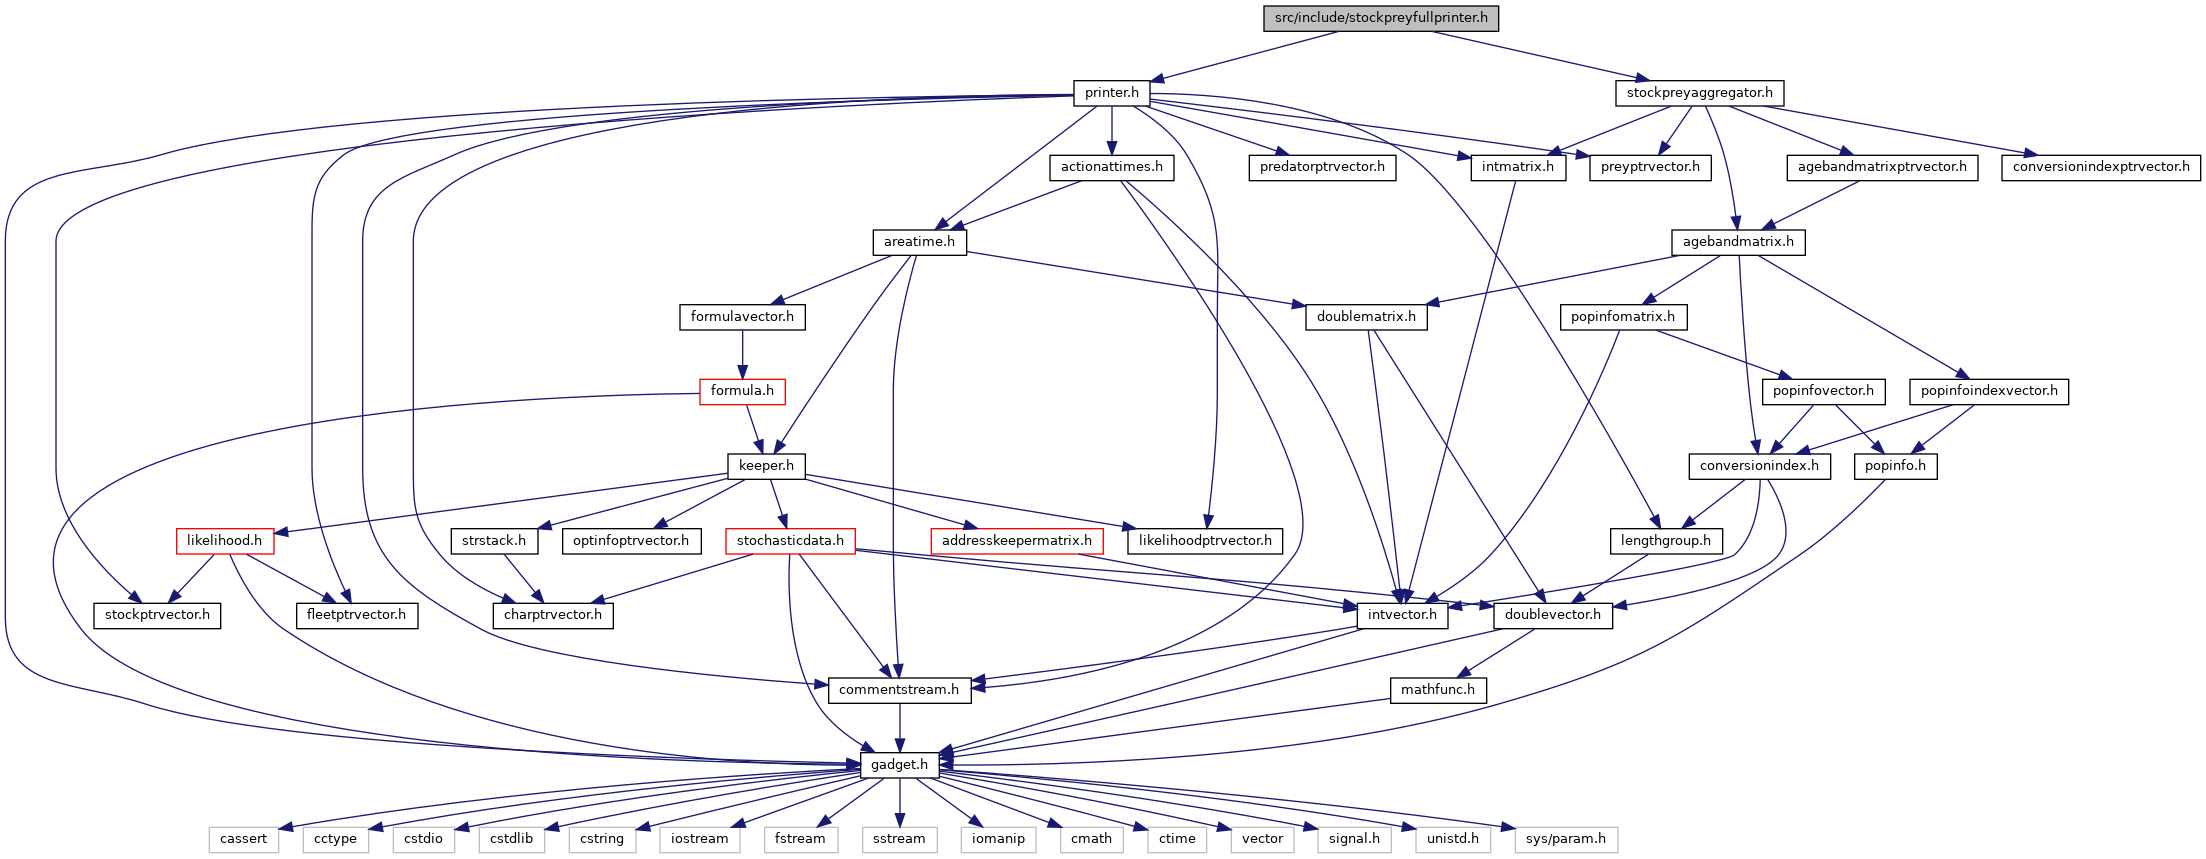 src/include/stockpreyfullprinter.h
printer.h
stockpreyaggregator.h
actionattimes.h
predatorptrvector.h
intmatrix.h
preyptrvector.h
agebandmatrixptrvector.h
conversionindexptrvector.h
areatime.h
agebandmatrix.h
formulavector.h
doublematrix.h
popinfomatrix.h
formula.h
popinfovector.h
popinfoindexvector.h
keeper.h
conversionindex.h
popinfo.h
likelihood.h
strstack.h
optinfoptrvector.h
stochasticdata.h
addresskeepermatrix.h
likelihoodptrvector.h
lengthgroup.h
stockptrvector.h
fleetptrvector.h
charptrvector.h
intvector.h
doublevector.h
commentstream.h
mathfunc.h
gadget.h
cassert
cctype
cstdio
cstdlib
cstring
iostream
fstream
sstream
iomanip
cmath
ctime
vector
signal.h
unistd.h
sys/param.h